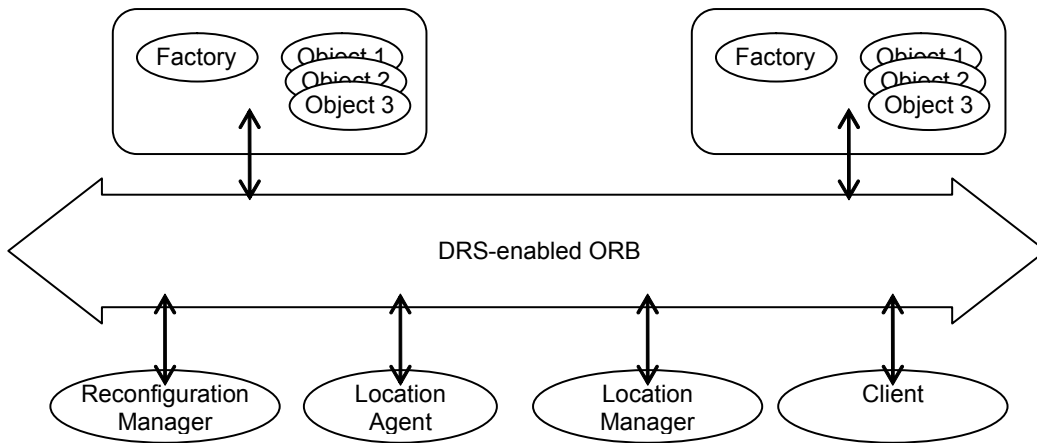 Factory
Object 1
Object 2
Object 3
Factory
Object 1
Object 2
Object 3
DRS-enabled ORB
Reconfiguration
Manager
Location
Agent
Location
Manager
Client